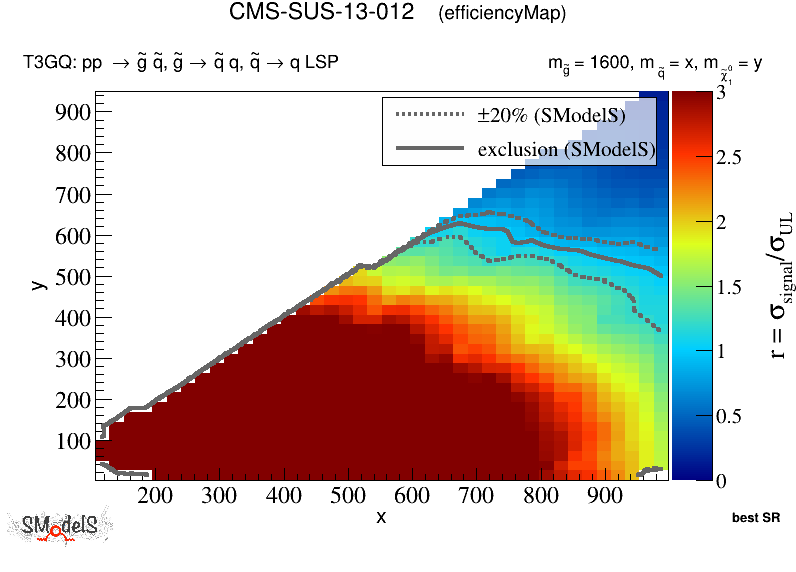 CMS-SUS-13-012 (efficiencyMap)
T3GQ: pp → g̃ q̃, g̃ → q̃ q, q̃ → q LSP
m_g̃ = 1600, m_q̃ = x, m_χ̃₁⁰ = y
±20% (SModelS)
exclusion (SModelS)
900
800
700
600
500
400
300
200
100
y
200 300 400 500 600 700 800 900
x
3
2.5
2
1.5
1
0.5
0
r = σ_signal/σ_UL
SModelS
best SR